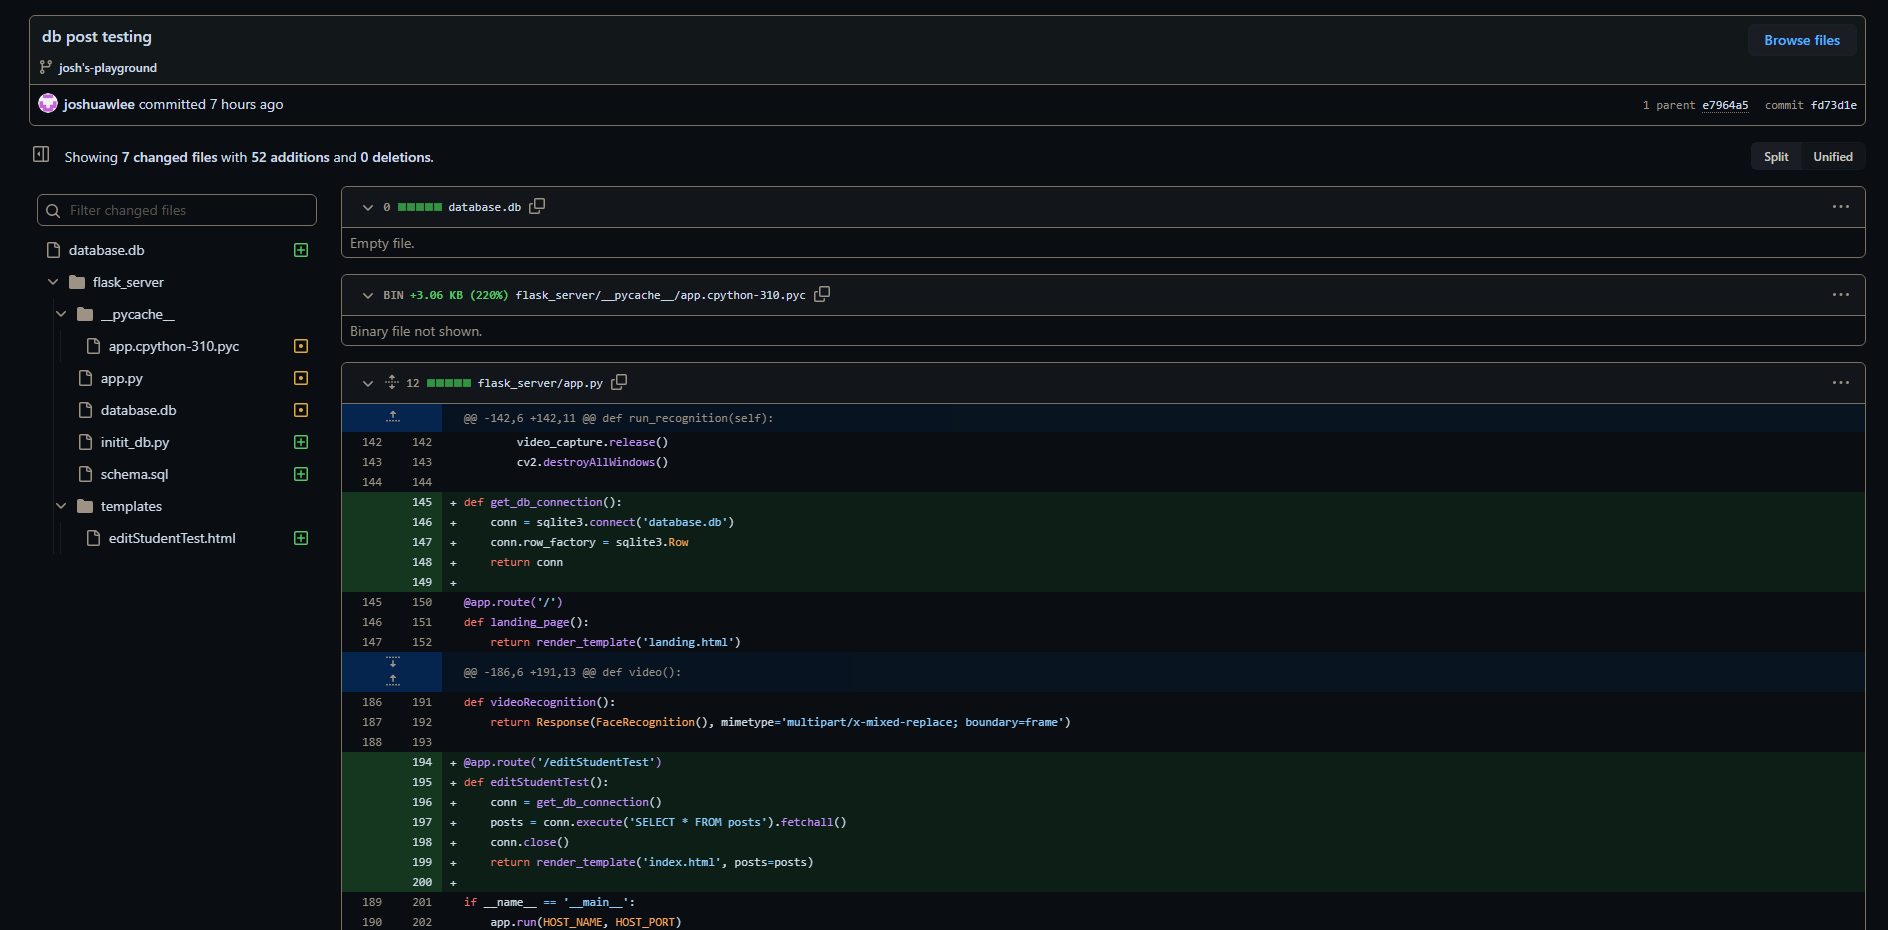 db post testing
Browse files
josh's-playground
joshuawlee committed 7 hours ago
1 parent e7964a5 commit fd73d1e
Showing 7 changed files with 52 additions and 0 deletions.
Split Unified
Filter changed files
database.db
flask_server
__pycache__
app.cpython-310.pyc
app.py
database.db
initit_db.py
schema.sql
templates
editStudentTest.html
0 database.db
Empty file.
BIN +3.06 KB (220%) flask_server/__pycache__/app.cpython-310.pyc
Binary file not shown.
12 flask_server/app.py
@@ -142,6 +142,11 @@ def run_recognition(self):
142 142 video_capture.release()
143 143 cv2.destroyAllWindows()
144 144
145 + def get_db_connection():
146 + conn = sqlite3.connect('database.db')
147 + conn.row_factory = sqlite3.Row
148 + return conn
149 +
145 150 @app.route('/')
146 151 def landing_page():
147 152 return render_template('landing.html')
@@ -186,6 +191,13 @@ def video():
186 191 def videoRecognition():
187 192 return Response(FaceRecognition(), mimetype='multipart/x-mixed-replace; boundary=frame')
188 193
194 + @app.route('/editStudentTest')
195 + def editStudentTest():
196 + conn = get_db_connection()
197 + posts = conn.execute('SELECT * FROM posts').fetchall()
198 + conn.close()
199 + return render_template('index.html', posts=posts)
200 +
189 201 if __name__ == '__main__':
190 202 app.run(HOST_NAME, HOST_PORT)